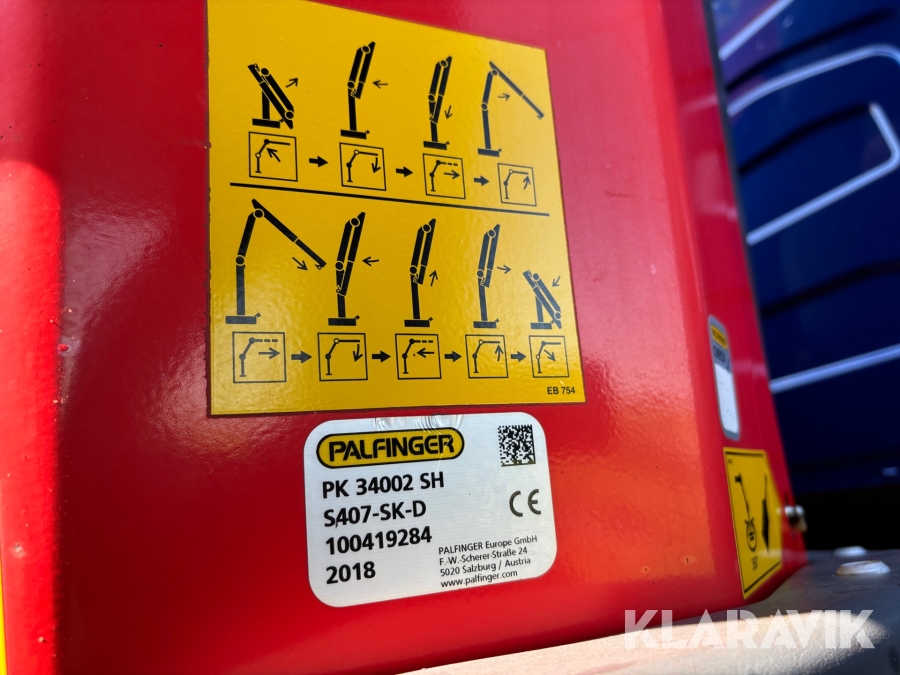 EB 754
PALFINGER
PK 34002 SH
S407-SK-D
100419284
2018
CE
PALFINGER Europe GmbH
F.-W.-Scherer-Straße 24
5020 Salzburg / Austria
www.palfinger.com
KLARAVIK